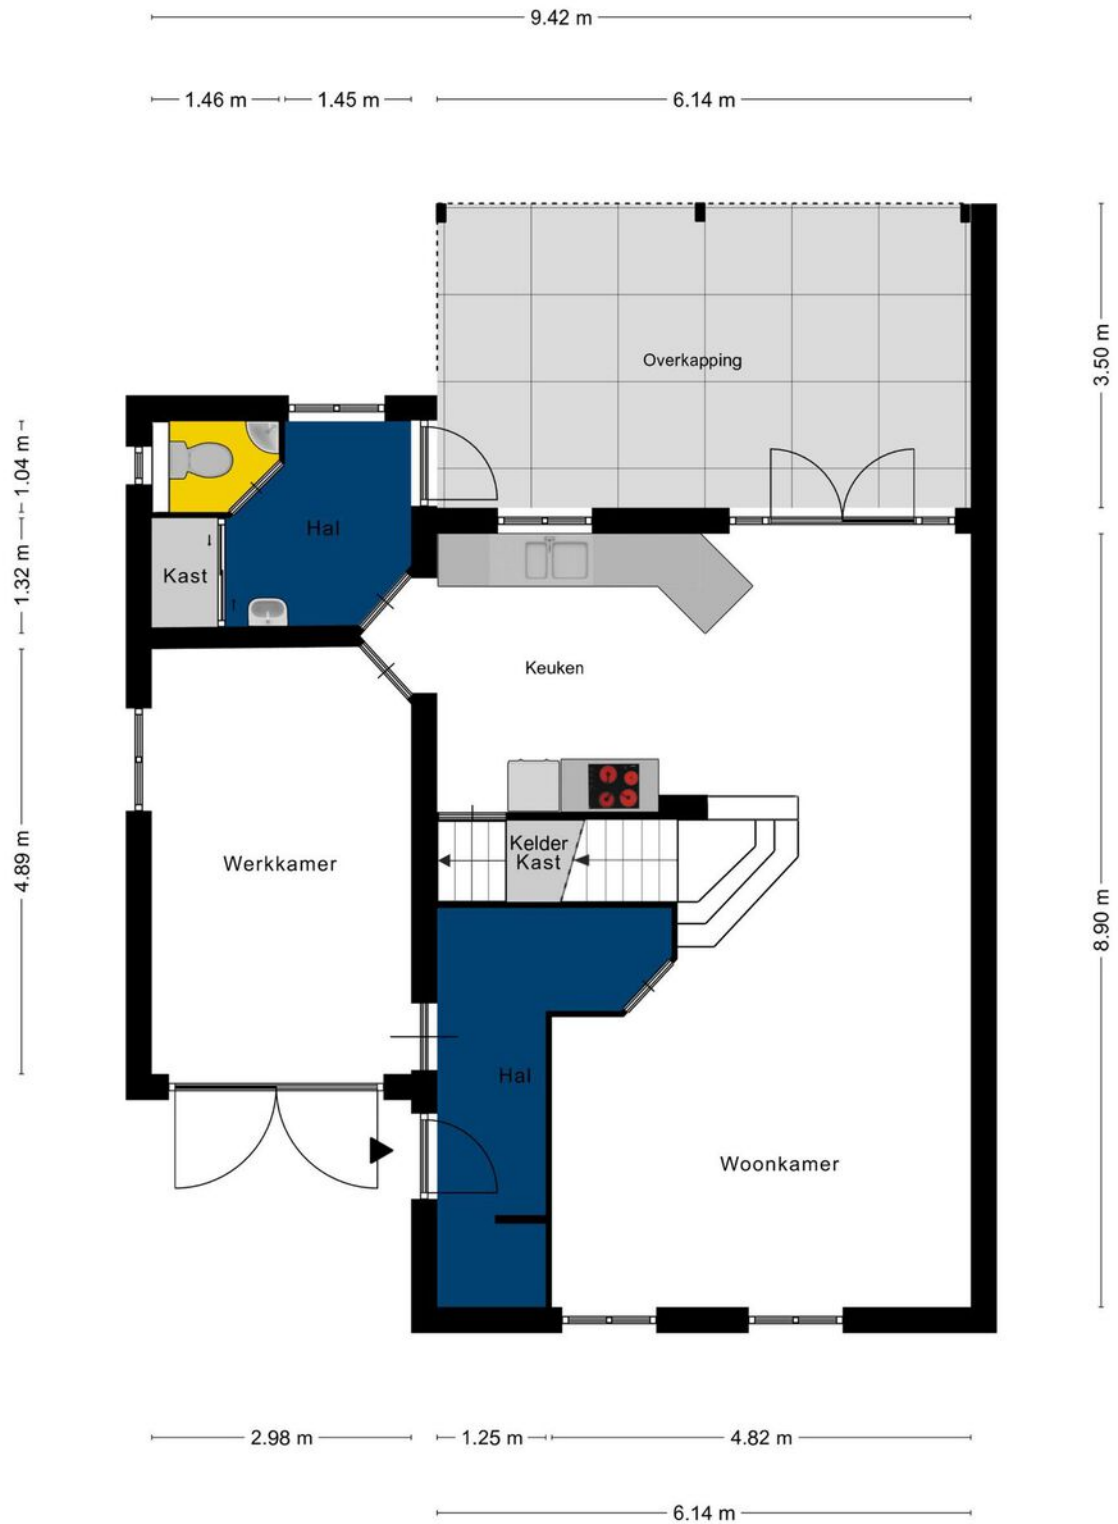 9.42 m
1.46 m
1.45 m
6.14 m
3.50 m
Overkapping
1.04 m
Hal
Kast
1.32 m
Keuken
Kelder
Kast
Werkkamer
4.89 m
8.90 m
Hal
Woonkamer
2.98 m
1.25 m
4.82 m
6.14 m